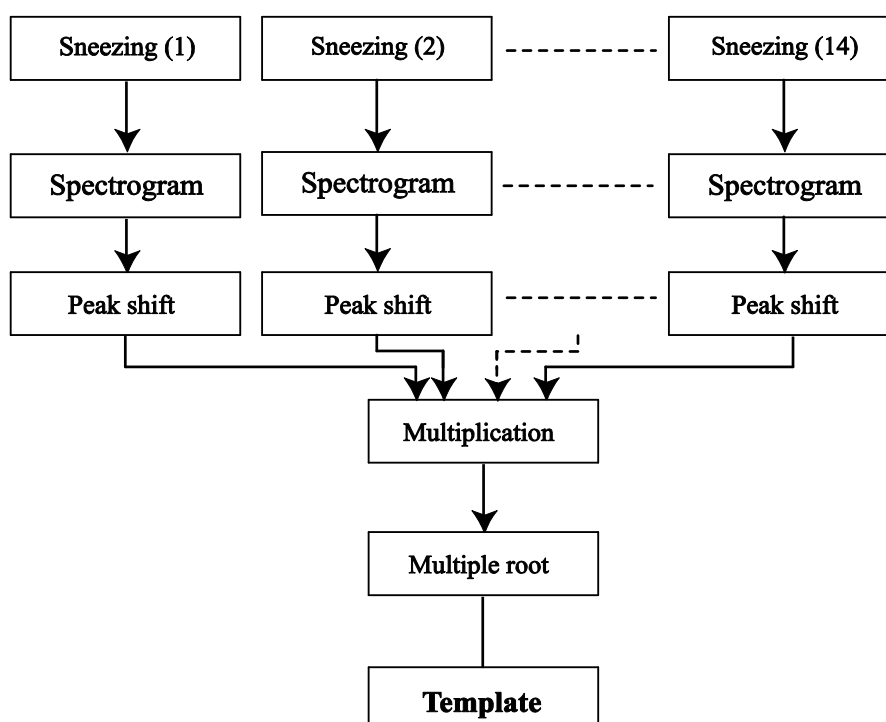 Sneezing (1)
Sneezing (2)
Sneezing (14)
Spectrogram
Spectrogram
Spectrogram
Peak shift
Peak shift
Peak shift
Multiplication
Multiple root
Template